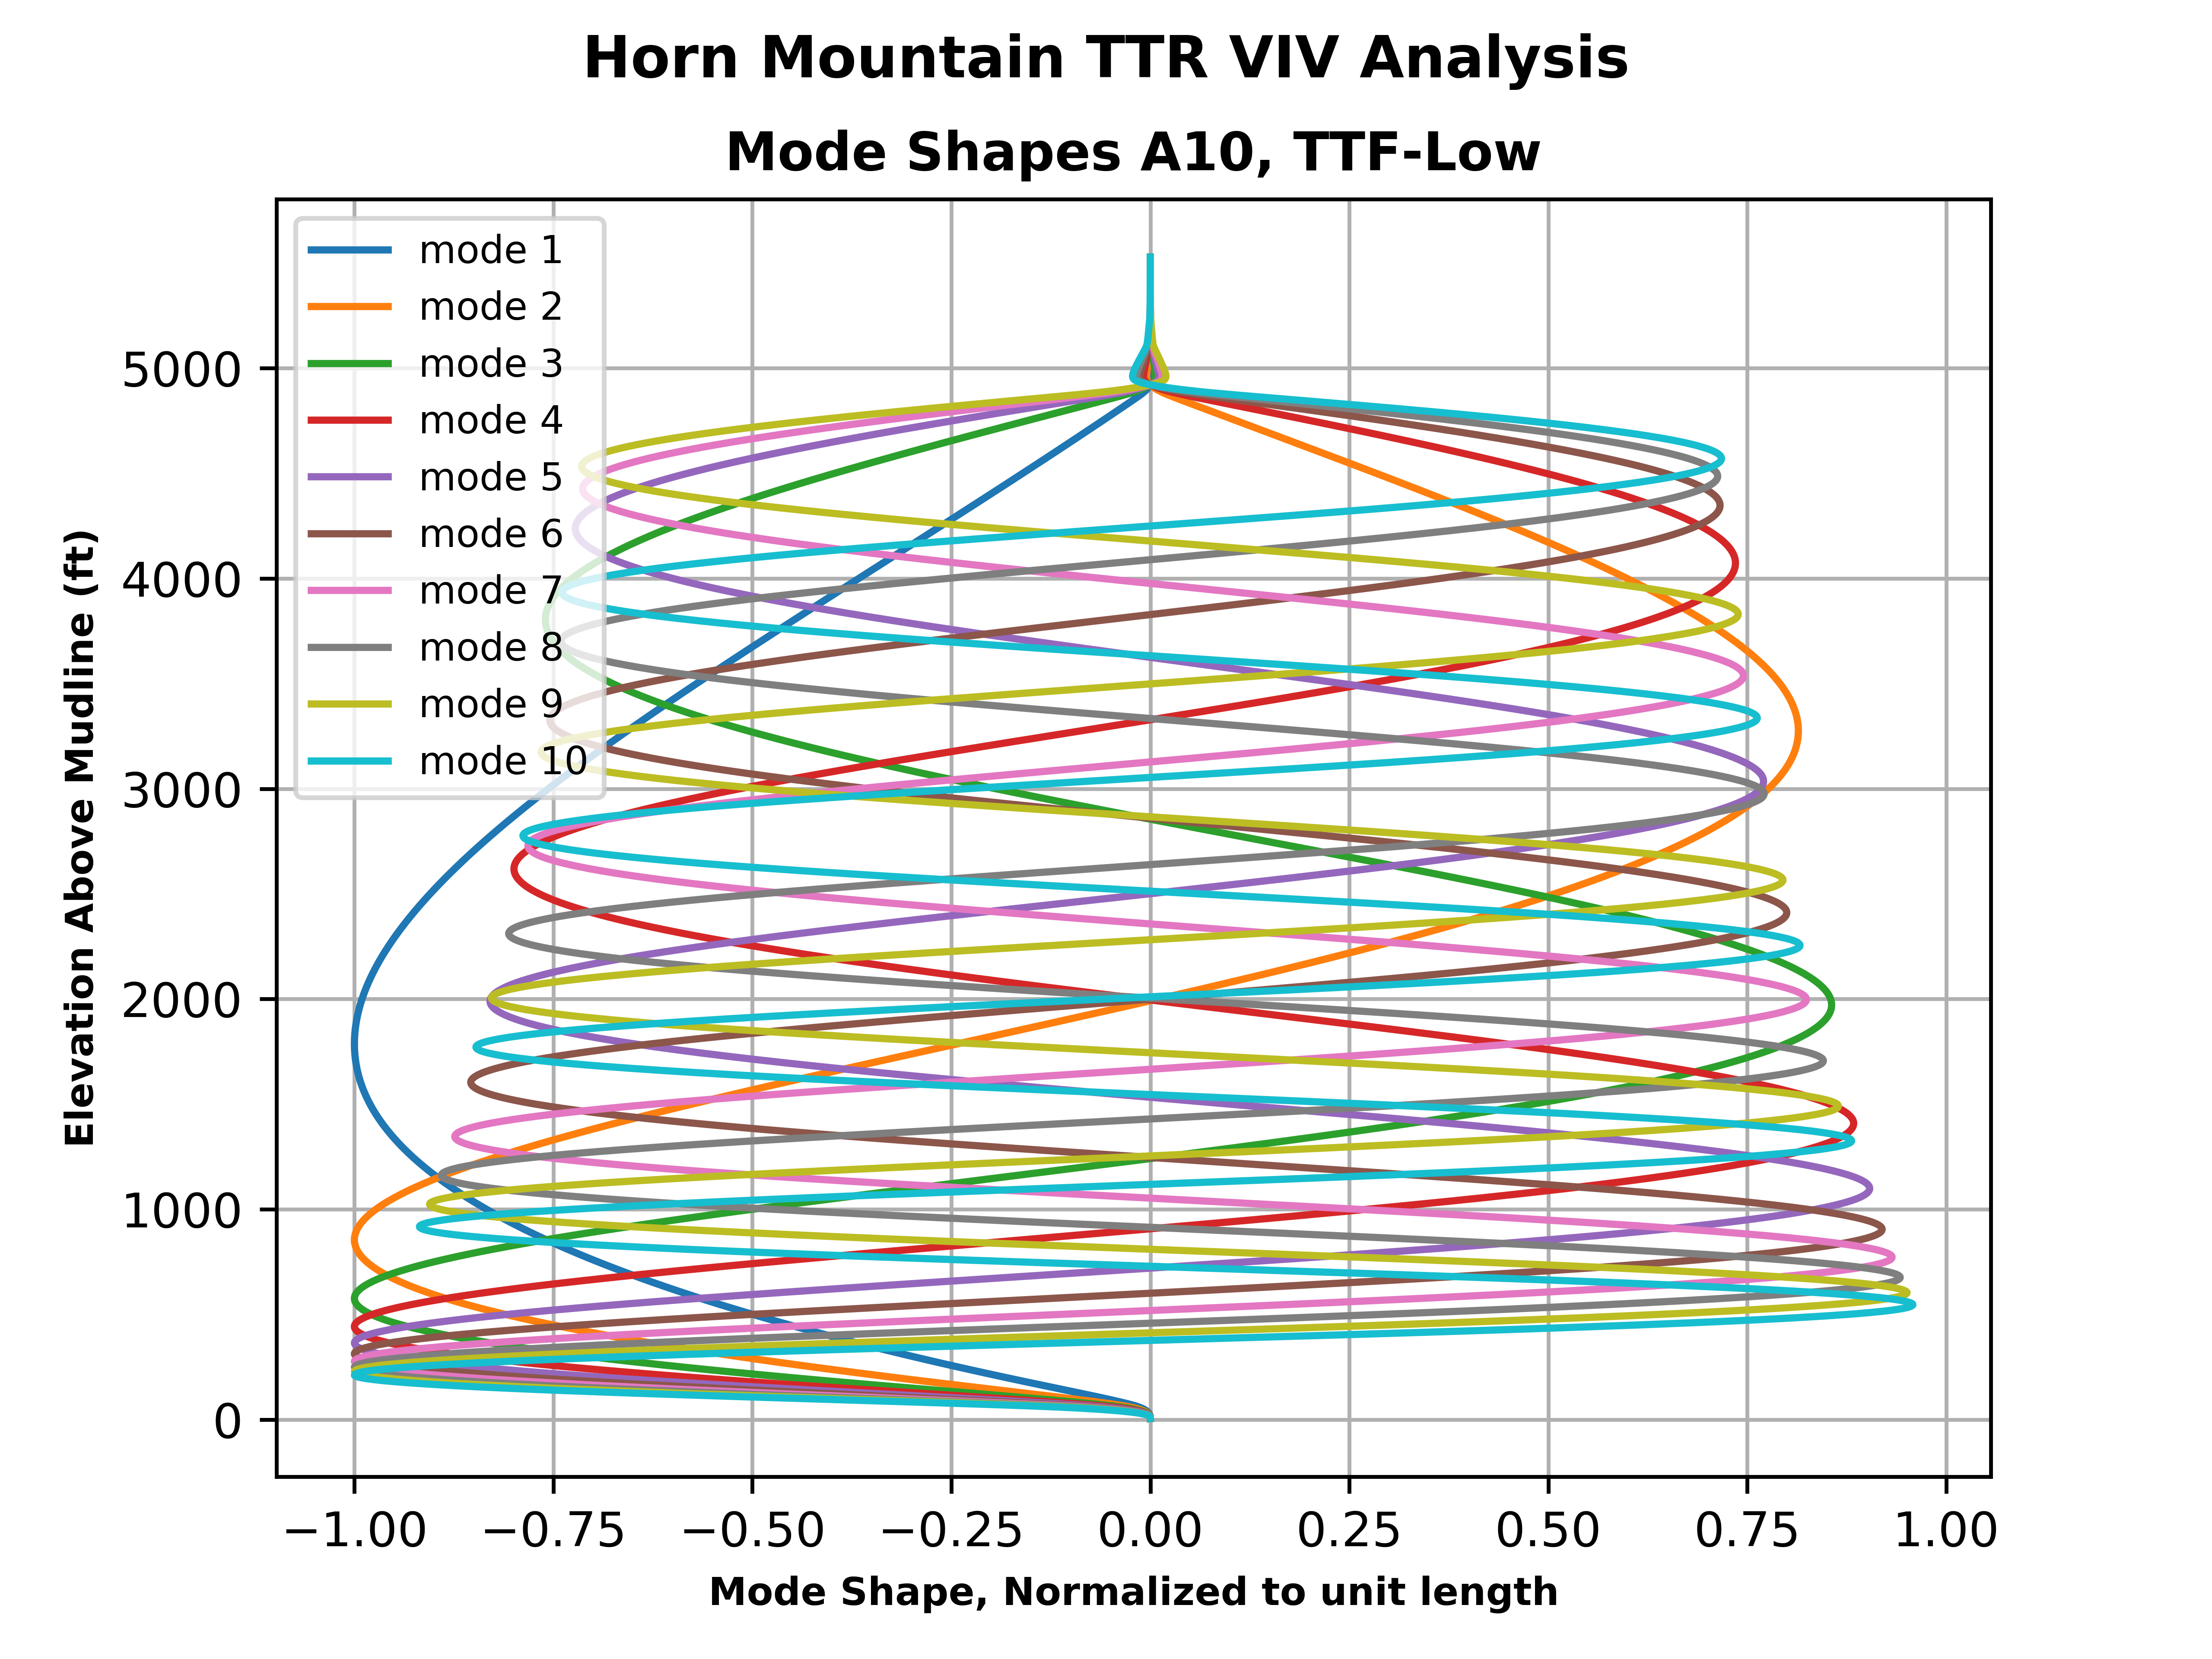 Horn Mountain TTR VIV Analysis
Mode Shapes A10, TTF-Low
mode 1
mode 2
mode 3
mode 4
mode 5
mode 6
mode 7
mode 8
mode 9
mode 10
5000
4000
3000
2000
1000
0
Elevation Above Mudline (ft)
−1.00 −0.75 −0.50 −0.25 0.00 0.25 0.50 0.75 1.00
Mode Shape, Normalized to unit length